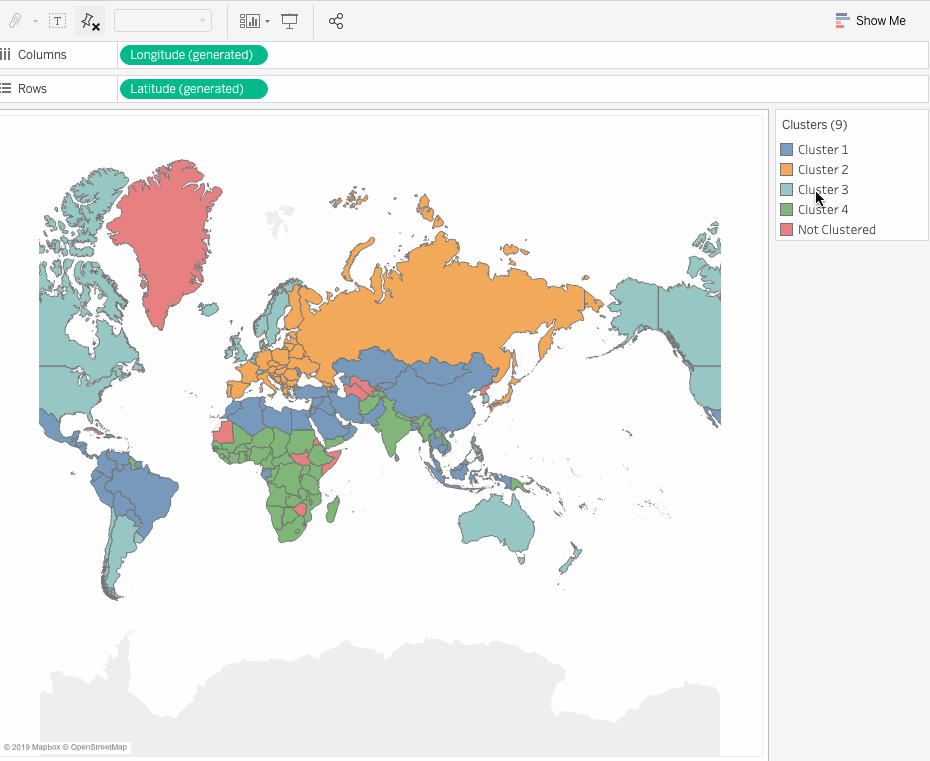 T
Show Me
Columns
Longitude (generated)
Rows
Latitude (generated)
Clusters (9)
Cluster 1
Cluster 2
Cluster 3
Cluster 4
Not Clustered
© 2019 Mapbox © OpenStreetMap